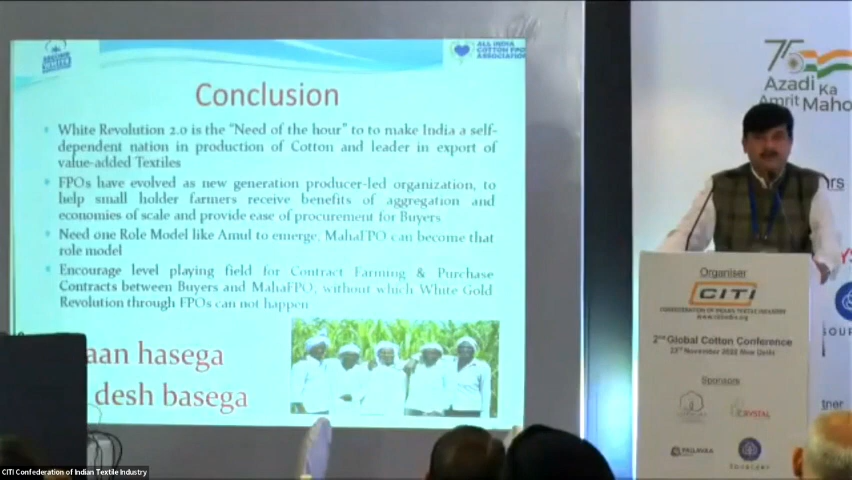 ALL INDIA
COTTON FPO
ASSOCIATION
Conclusion
White Revolution 2.0 is the "Need of the hour" to to make India a self-
dependent nation in production of Cotton and leader in export of
value-added Textiles
FPOs have evolved as new generation producer-led organization, to
help small holder farmers receive benefits of aggregation and
economies of scale and provide ease of procurement for Buyers
Need one Role Model like Amul to emerge, MahaFPO can become that
role model
Encourage level playing field for Contract Farming & Purchase
Contracts between Buyers and MahaFPO, without which White Gold
Revolution through FPOs can not happen
aan hasega
desh basega
75
Azadi Ka
Amrit Maho
rs
Organiser
CITI
CONFEDERATION OF INDIAN TEXTILE INDUSTRY
2nd Global Cotton Conference
23rd November 2022 New Delhi
Sponsors
CRYSTAL
PALLAVAA
OUR
tner
CITI Confederation of Indian Textile Industry